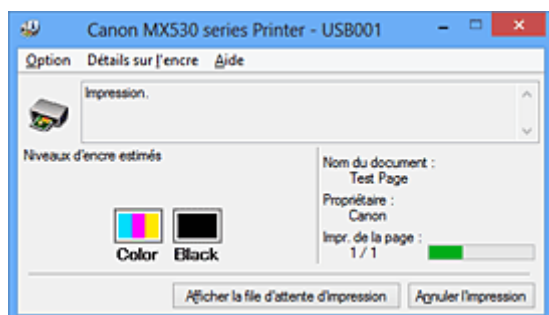 Canon MX530 series Printer - USB001
Option Détails sur l'encre Aide
Impression.
Niveaux d'encre estimés
Color Black
Nom du document :
Test Page
Propriétaire :
Canon
Impr. de la page :
1 / 1
Afficher la file d'attente d'impression Annuler l'impression